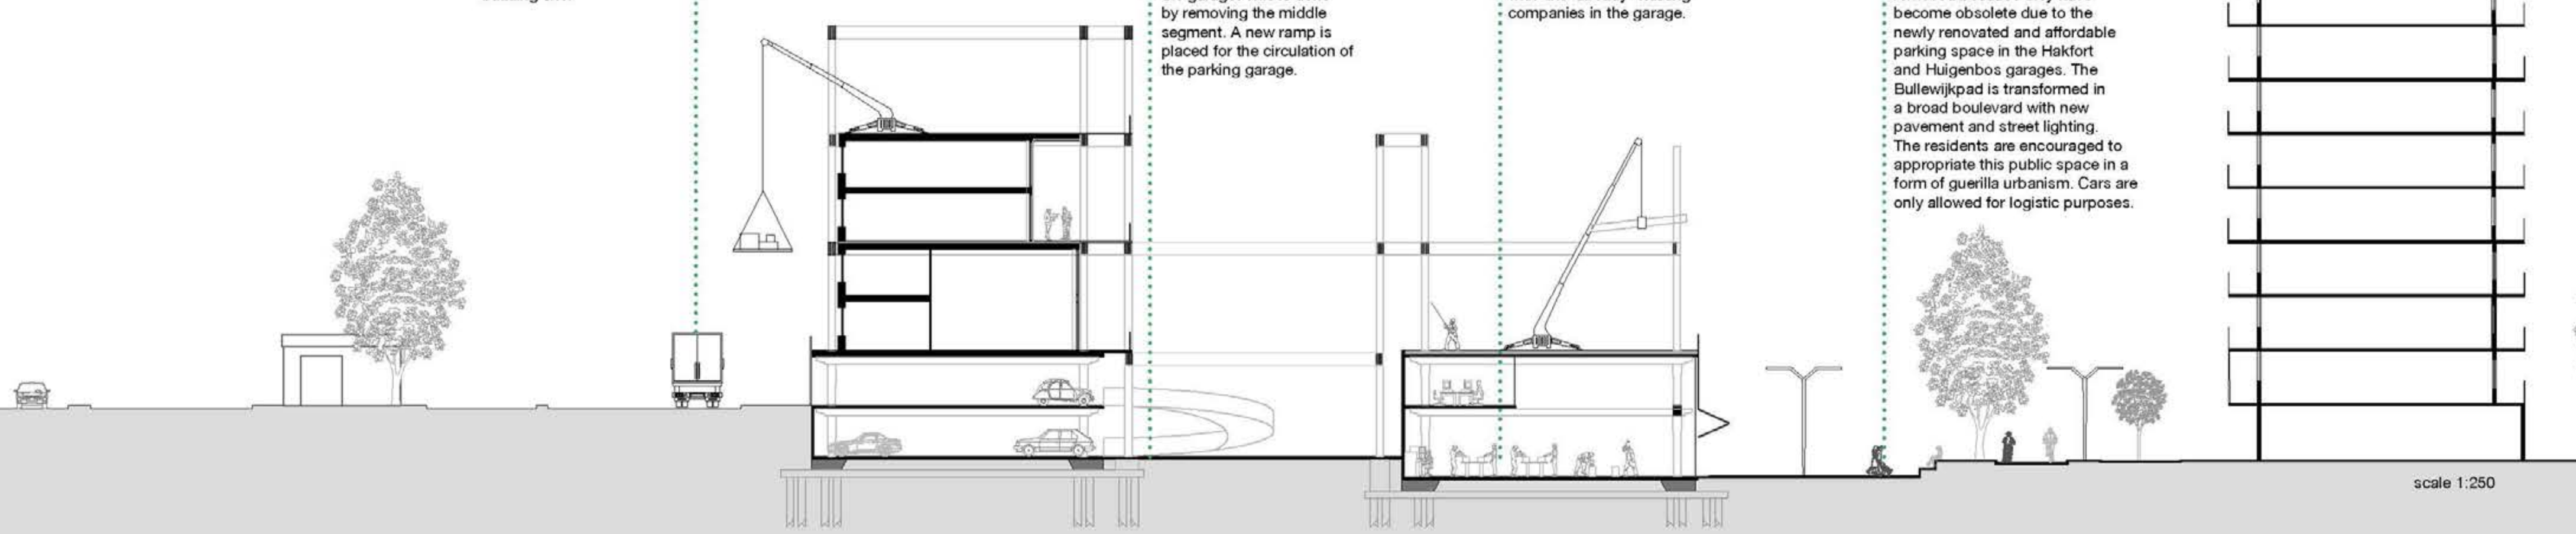 by removing the middle
segment. A new ramp is
placed for the circulation of
the parking garage.
companies in the garage.
become obsolete due to the
newly renovated and affordable
parking space in the Hakfort
and Huigenbos garages. The
Bullewijkpad is transformed in
a broad boulevard with new
pavement and street lighting.
The residents are encouraged to
appropriate this public space in a
form of guerilla urbanism. Cars are
only allowed for logistic purposes.
scale 1:250